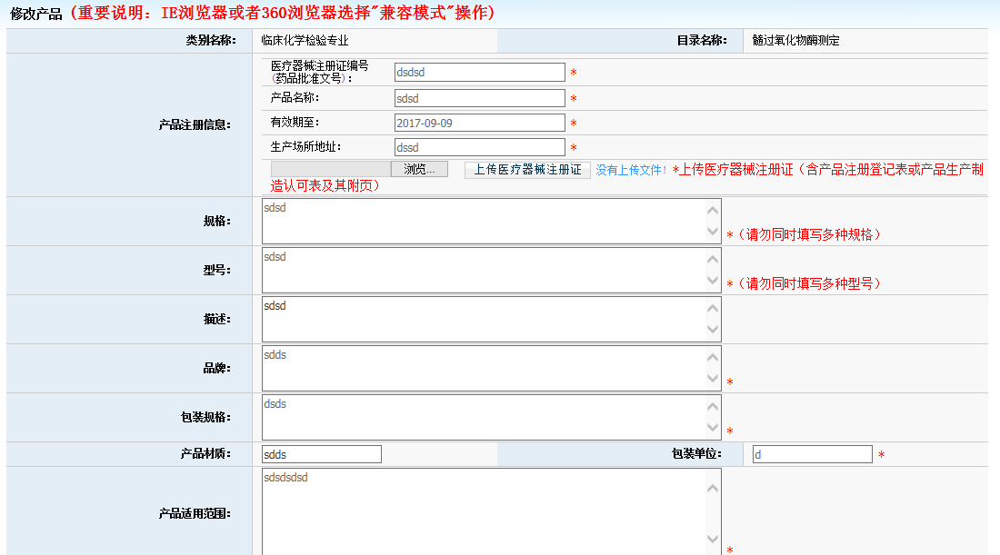 修改产品 (重要说明：IE浏览器或者360浏览器选择"兼容模式"操作)
类别名称： 临床化学检验专业 目录名称： 髓过氧化物酶测定
产品注册信息：
医疗器械注册证编号
(药品批准文号)： dsdsd *
产品名称： sdsd *
有效期至： 2017-09-09 *
生产场所地址： dssd *
浏览... 上传医疗器械注册证 没有上传文件! *上传医疗器械注册证（含产品注册登记表或产品生产制
造认可表及其附页）
规格： sdsd *（请勿同时填写多种规格）
型号： sdsd *（请勿同时填写多种型号）
描述： sdsd
品牌： sdds *
包装规格： dsds *
产品材质： sdds 包装单位： d *
产品适用范围： sdsdsdsd *